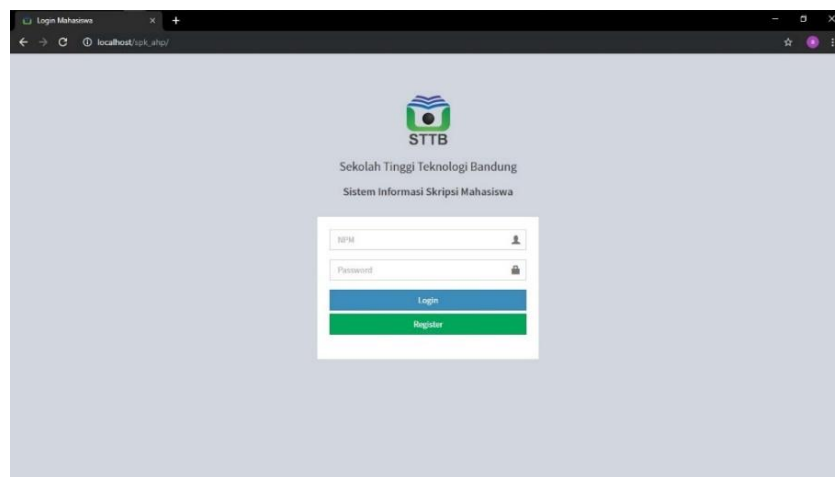 Login Mahasiswa
localhost/spk_ahp/
STTB
Sekolah Tinggi Teknologi Bandung
Sistem Informasi Skripsi Mahasiswa
NPM
Password
Login
Register